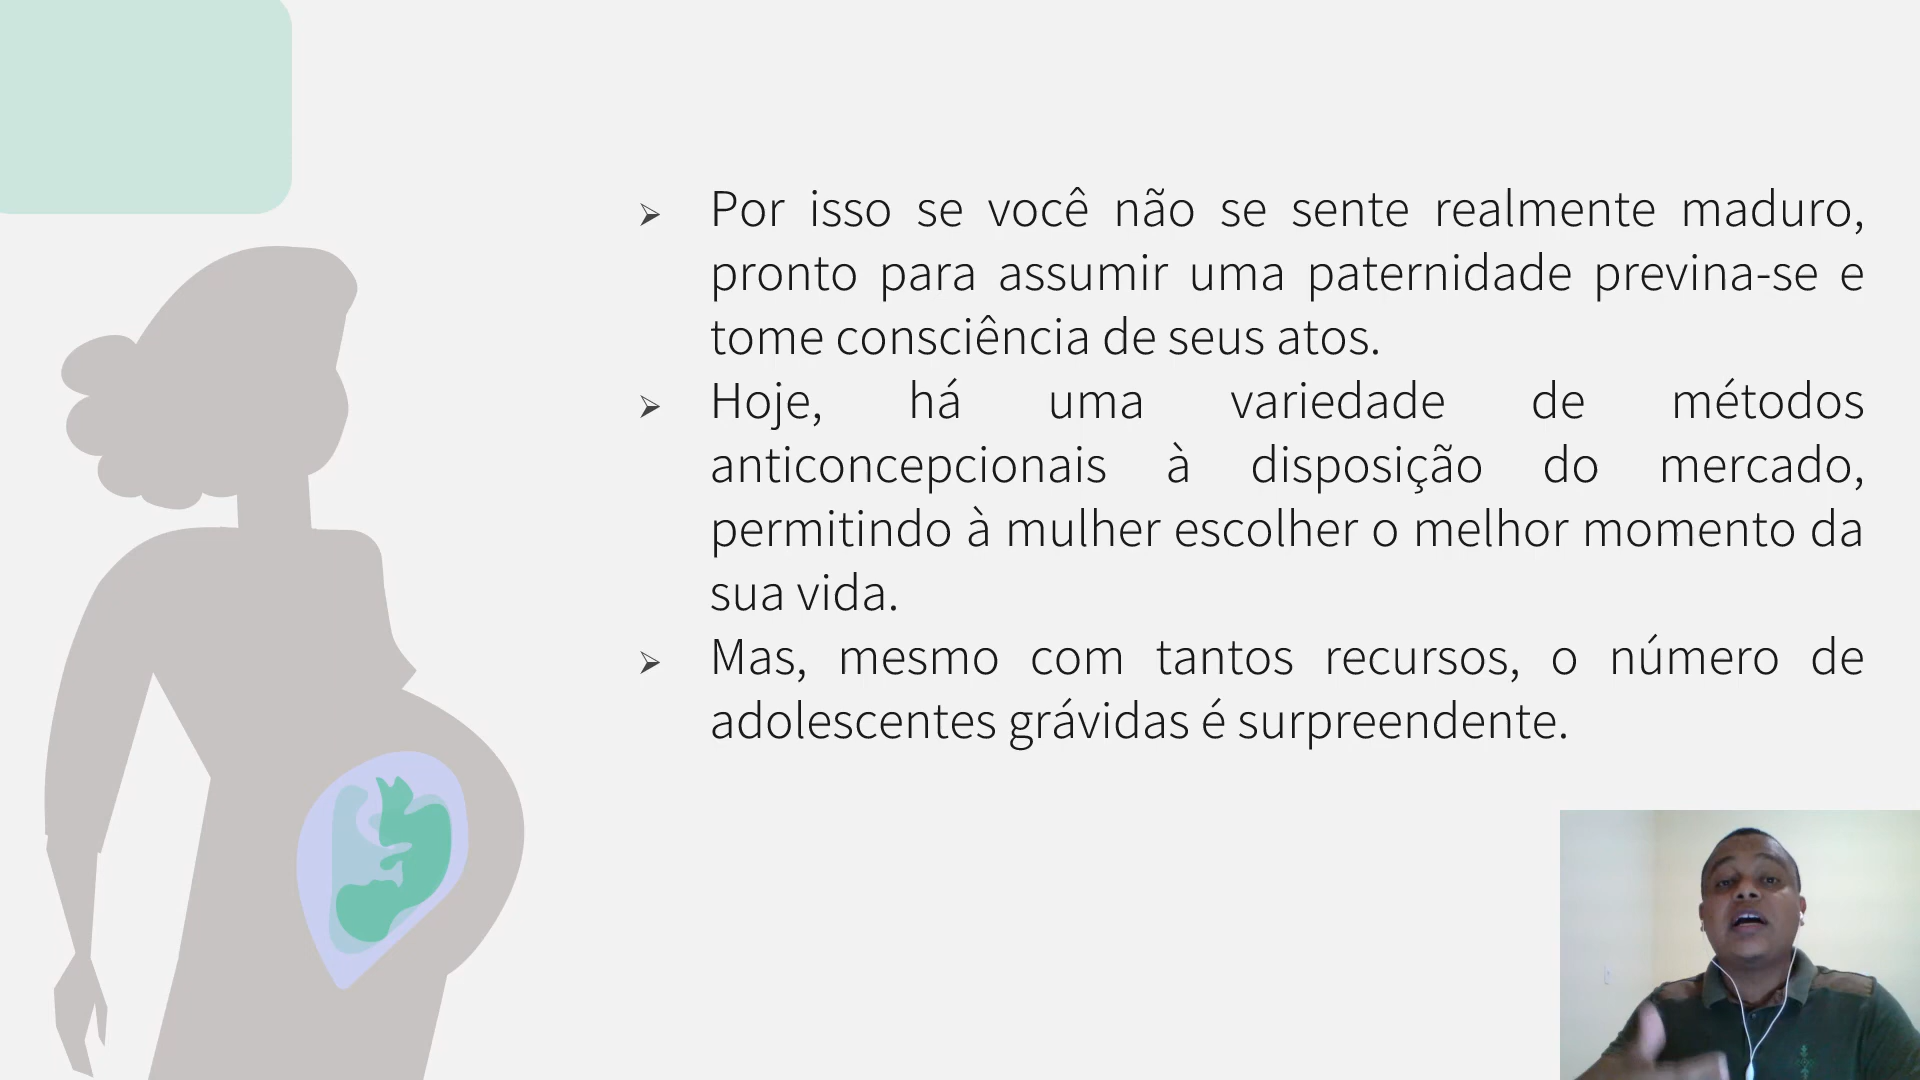 Por isso se você não se sente realmente maduro,
pronto para assumir uma paternidade previna-se e
tome consciência de seus atos.
Hoje, há uma variedade de métodos
anticoncepcionais à disposição do mercado,
permitindo à mulher escolher o melhor momento da
sua vida.
Mas, mesmo com tantos recursos, o número de
adolescentes grávidas é surpreendente.